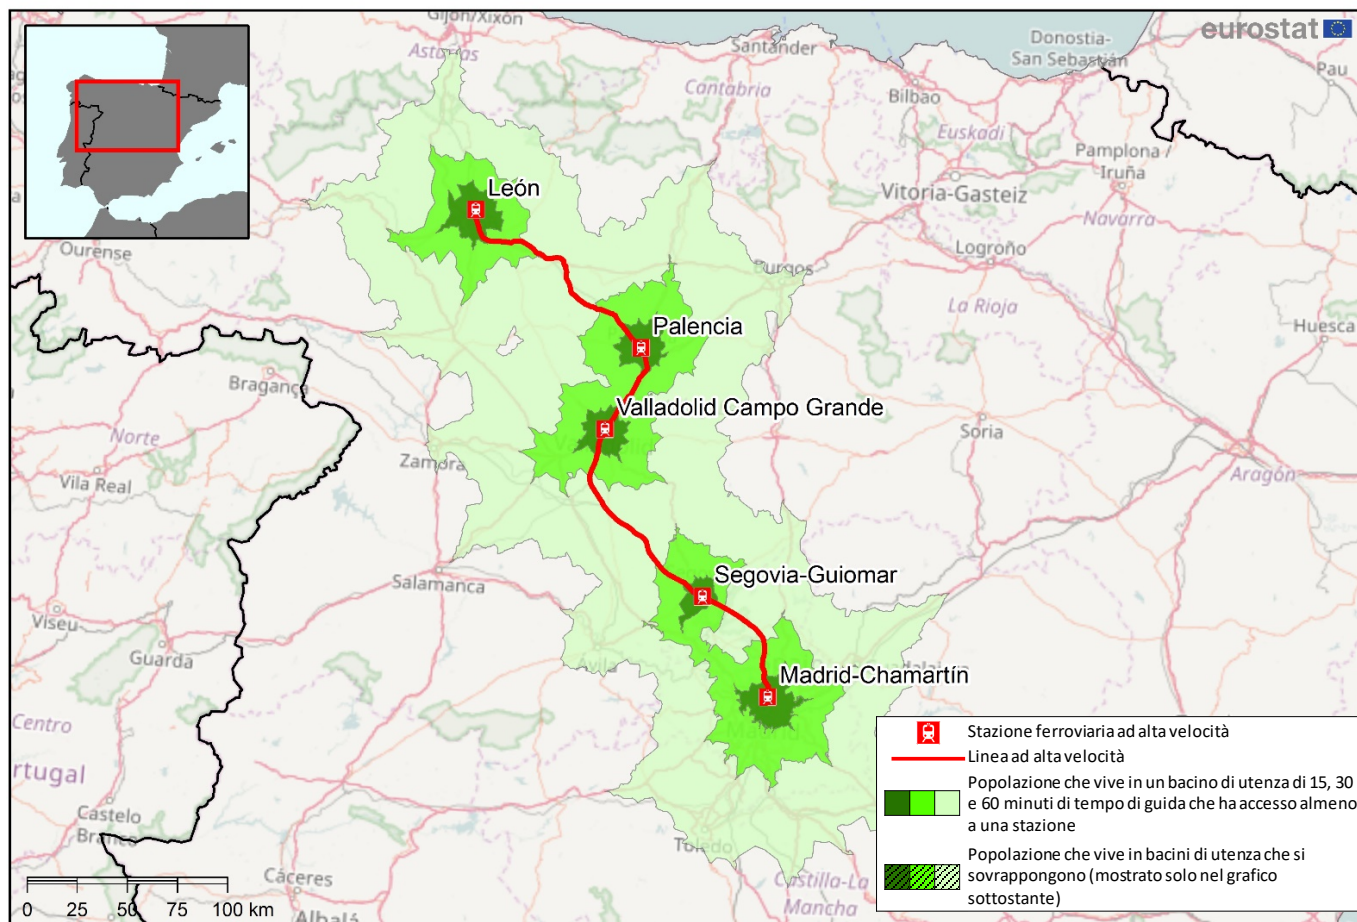 eurostat
Gijón/Xixón
Asturias
Santander
Cantabria
Donostia-
San Sebastián
Pau
Bilbao
Euskadi
Pamplona /
Iruña
Vitoria-Gasteiz
Navarra
León
Ourense
Logroño
Burgos
La Rioja
Huesca
Palencia
Bragança
Valladolid Campo Grande
Norte
Zamora
Soria
Vila Real
Aragón
Salamanca
Segovia-Guiomar
Viseu
Guarda
Ávila
Madrid-Chamartín
Centro
Madrid
rtugal
Castelo
Branco
Toledo
Cáceres
Castilla-La
Mancha
Albalá
0 25 50 75 100 km
Stazione ferroviaria ad alta velocità
Linea ad alta velocità
Popolazione che vive in un bacino di utenza di 15, 30
e 60 minuti di tempo di guida che ha accesso almeno
a una stazione
Popolazione che vive in bacini di utenza che si
sovrappongono (mostrato solo nel grafico
sottostante)